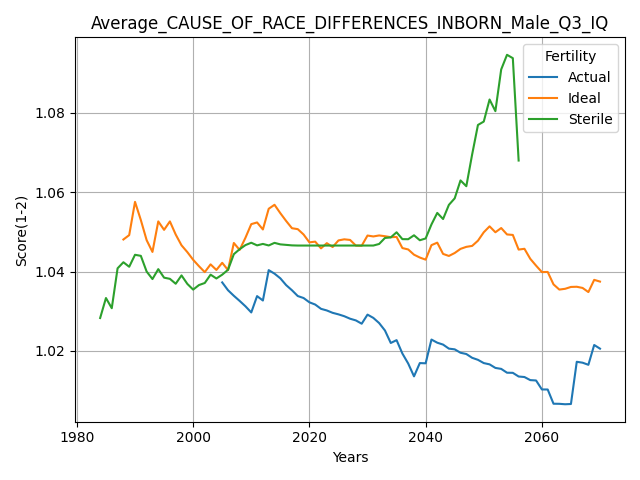 Average_CAUSE_OF_RACE_DIFFERENCES_INBORN_Male_Q3_IQ
Fertility
Actual
Ideal
Sterile
Score(1-2)
1.08
1.06
1.04
1.02
1980
2000
2020
2040
2060
Years